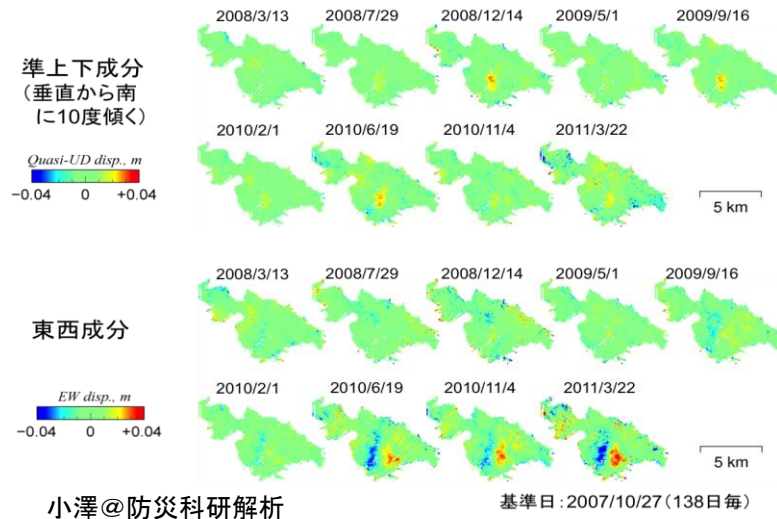 2008/3/13 2008/7/29 2008/12/14 2009/5/1 2009/9/16
準上下成分
(垂直から南
に10度傾く)
2010/2/1 2010/6/19 2010/11/4 2011/3/22
Quasi-UD disp., m
−0.04 0 +0.04
5 km
2008/3/13 2008/7/29 2008/12/14 2009/5/1 2009/9/16
東西成分
2010/2/1 2010/6/19 2010/11/4 2011/3/22
EW disp., m
−0.04 0 +0.04
5 km
小澤@防災科研解析
基準日:2007/10/27(138日毎)